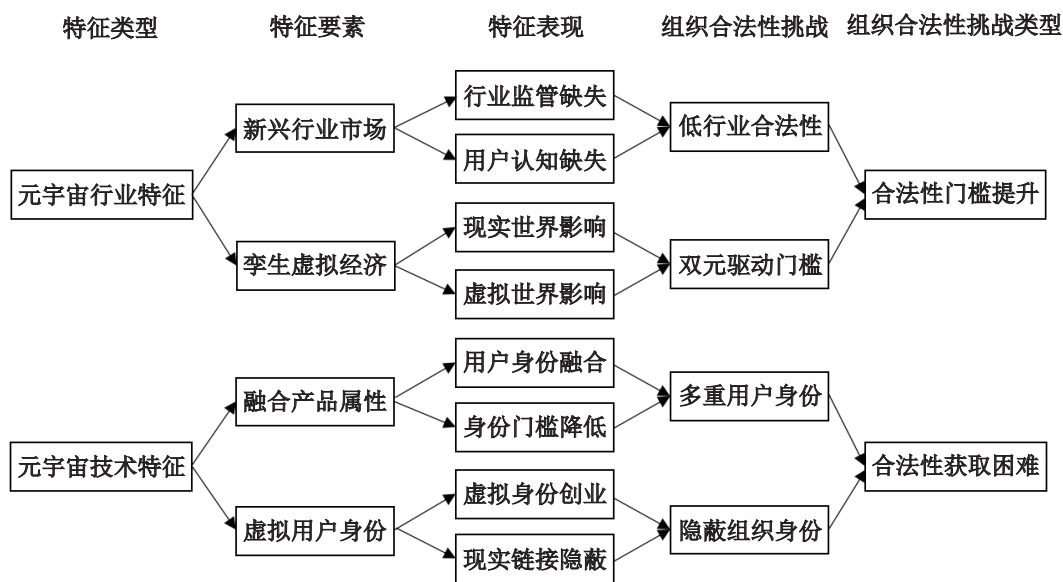 特征类型
特征要素
特征表现
组织合法性挑战
组织合法性挑战类型
元宇宙行业特征
新兴行业市场
行业监管缺失
用户认知缺失
低行业合法性
孪生虚拟经济
现实世界影响
虚拟世界影响
双元驱动门槛
合法性门槛提升
元宇宙技术特征
融合产品属性
用户身份融合
身份门槛降低
多重用户身份
虚拟用户身份
虚拟身份创业
现实链接隐蔽
隐蔽组织身份
合法性获取困难